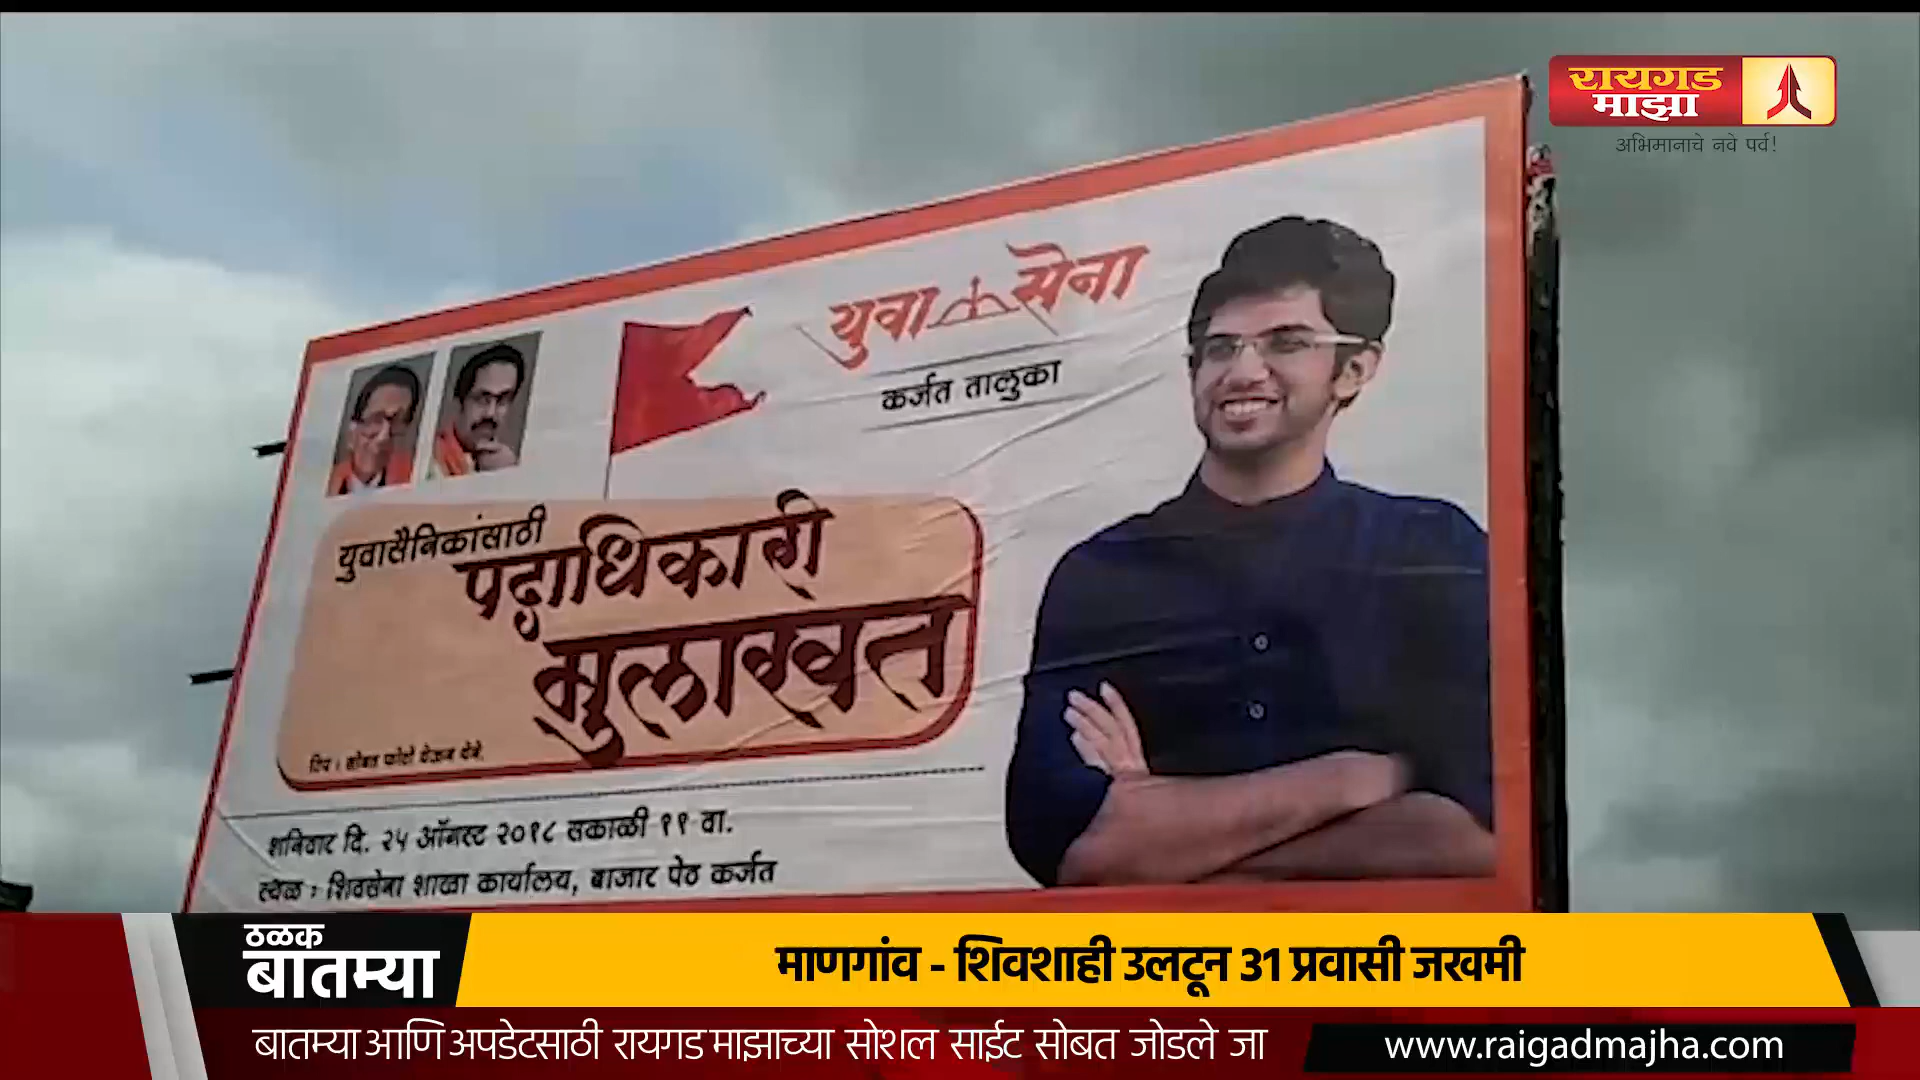 रायगड
माझा
अभिमानाचे नवे पर्व!
युवा सेना
कर्जत तालुका
युवासैनिकांसाठी
पदाधिकारी
मुलाखत
टिप : सोबत फोटो घेऊन येणे.
शनिवार दि. २५ ऑगस्ट २०१८ सकाळी ११ वा.
स्थळ : शिवसेना शाखा कार्यालय, बाजार पेठ कर्जत
ठळक
बातम्या
माणगांव - शिवशाही उलटून 31 प्रवासी जखमी
बातम्या आणि अपडेटसाठी रायगड माझाच्या सोशल साईट सोबत जोडले जा
www.raigadmajha.com